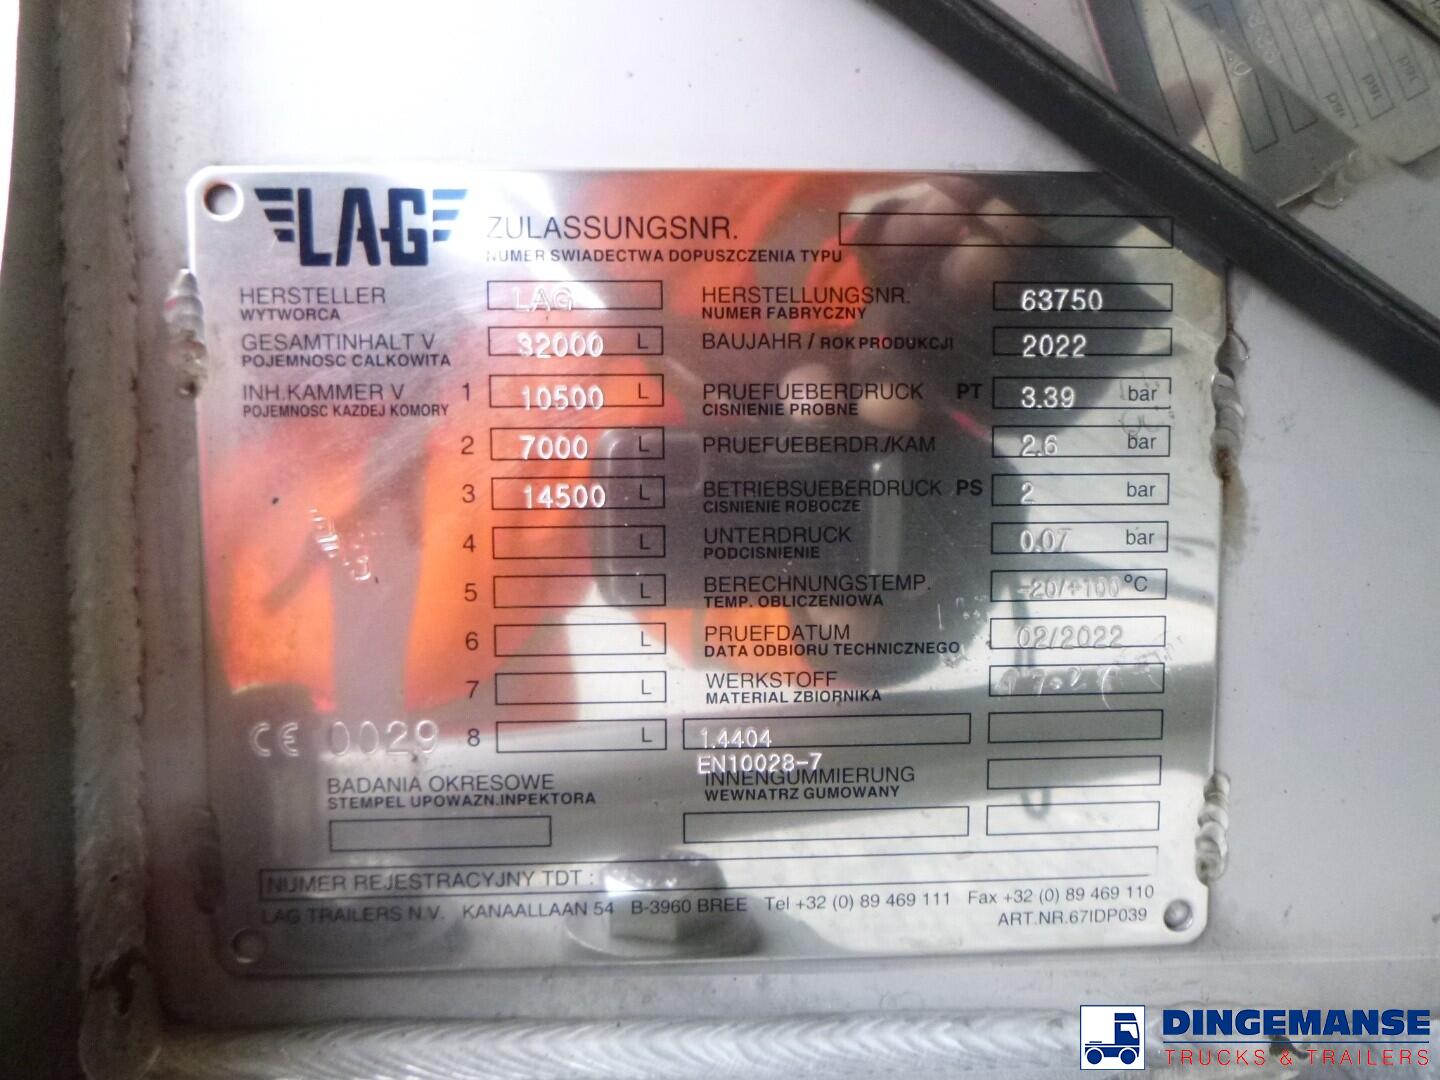 LAG
ZULASSUNGSNR.
NUMER SWIADECTWA DOPUSZCZENIA TYPU
HERSTELLER LAG
WYTWORCA
HERSTELLUNGSNR. 63750
NUMER FABRYCZNY
GESAMTINHALT V 32000 L
POJEMNOSC CALKOWITA
BAUJAHR / ROK PRODUKCJI 2022
INH.KAMMER V 1 10500 L
POJEMNOSC KAZDEJ KOMORY
PRUEFUEBERDRUCK PT 3.39 bar
CISNIENIE PROBNE
2 7000 L
PRUEFUEBERDR./KAM 2.6 bar
3 14500 L
BETRIEBSUEBERDRUCK PS 2 bar
CISNIENIE ROBOCZE
4 L
UNTERDRUCK 0.07 bar
PODCISNIENIE
5 L
BERECHNUNGSTEMP. -20/+100 °C
TEMP. OBLICZENIOWA
6 L
PRUEFDATUM 02/2022
DATA ODBIORU TECHNICZNEGO
7 L
WERKSTOFF
MATERIAL ZBIORNIKA
CE 0029 8 L
1.4404
EN10028-7
BADANIA OKRESOWE
STEMPEL UPOWAZN.INPEKTORA
INNENGUMMIERUNG
WEWNATRZ GUMOWANY
NUMER REJESTRACYJNY TDT :
LAG TRAILERS N.V. KANAALLAAN 54 B-3960 BREE Tel +32 (0) 89 469 111 Fax +32 (0) 89 469 110
ART.NR.67IDP039
DINGEMANSE
TRUCKS & TRAILERS